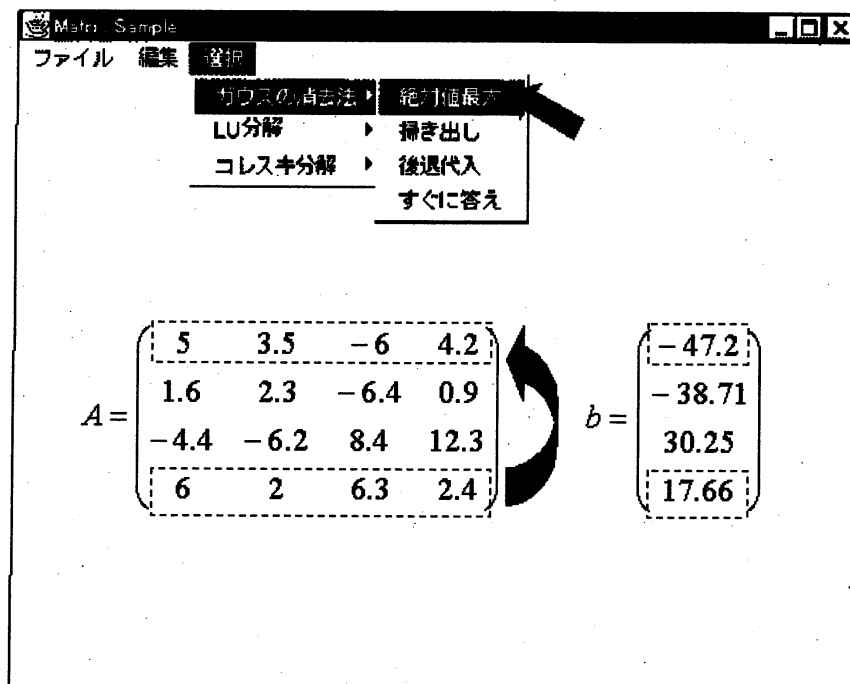 Matrix Sample
ファイル 編集 選択
ガウスの消去法 絶対値最大
LU分解 掃き出し
コレスキ分解 後退代入
すぐに答え
5 3.5 −6 4.2 −47.2
1.6 2.3 −6.4 0.9 −38.71
A = b =
−4.4 −6.2 8.4 12.3 30.25
6 2 6.3 2.4 17.66